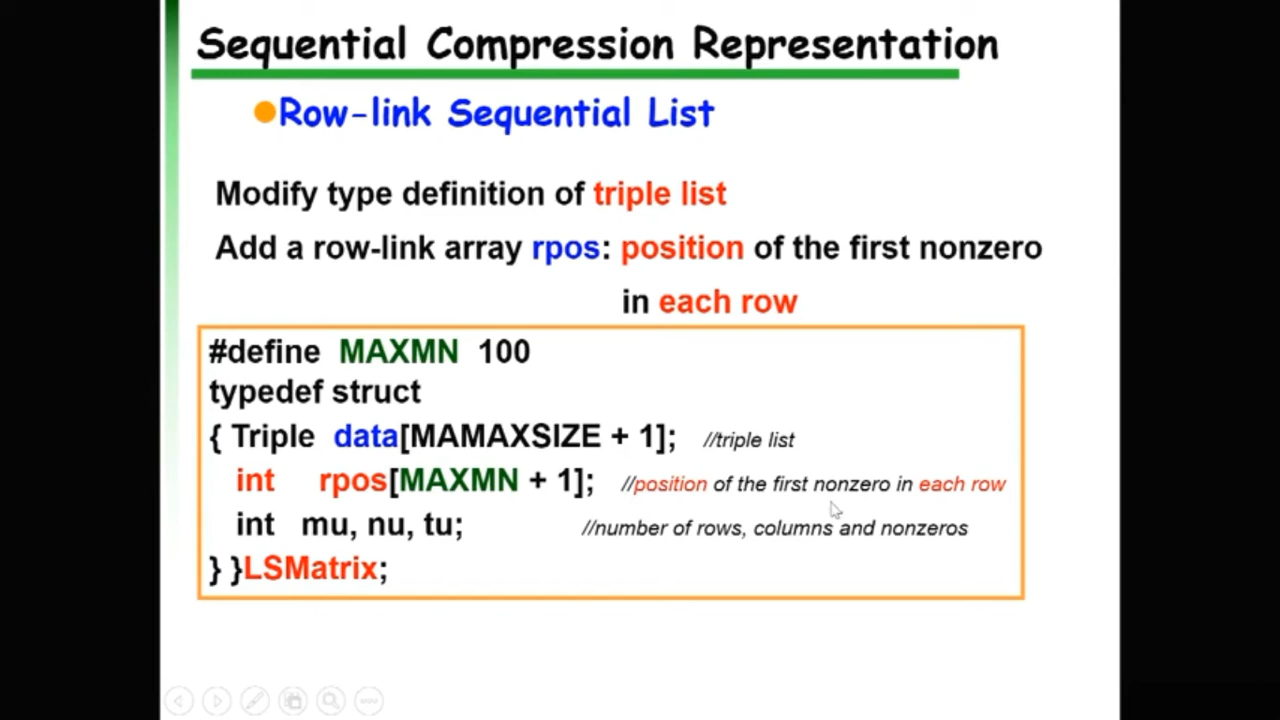 Sequential Compression Representation
Row-link Sequential List
Modify type definition of triple list
Add a row-link array rpos: position of the first nonzero
in each row
#define MAXMN 100
typedef struct
{ Triple data[MAMAXSIZE + 1]; //triple list
int rpos[MAXMN + 1]; //position of the first nonzero in each row
int mu, nu, tu; //number of rows, columns and nonzeros
} }LSMatrix;